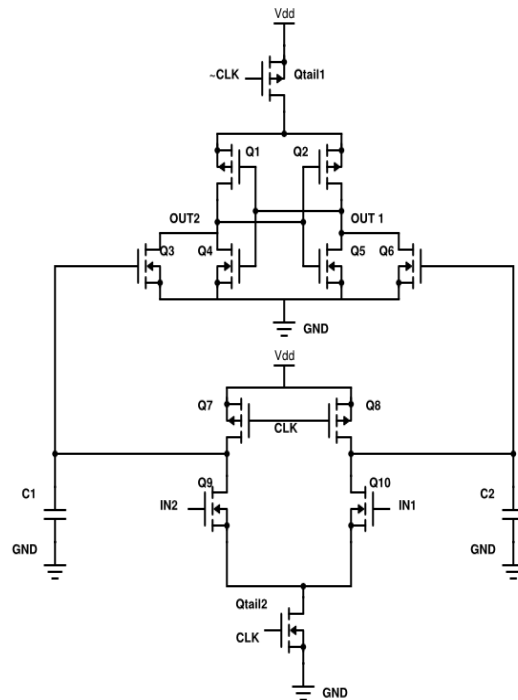 Vdd
~CLK
Qtail1
Q1
Q2
OUT2
OUT 1
Q3
Q4
Q5
Q6
GND
Vdd
Q7
Q8
CLK
C1
Q9
Q10
C2
IN2
IN1
GND
GND
Qtail2
CLK
GND